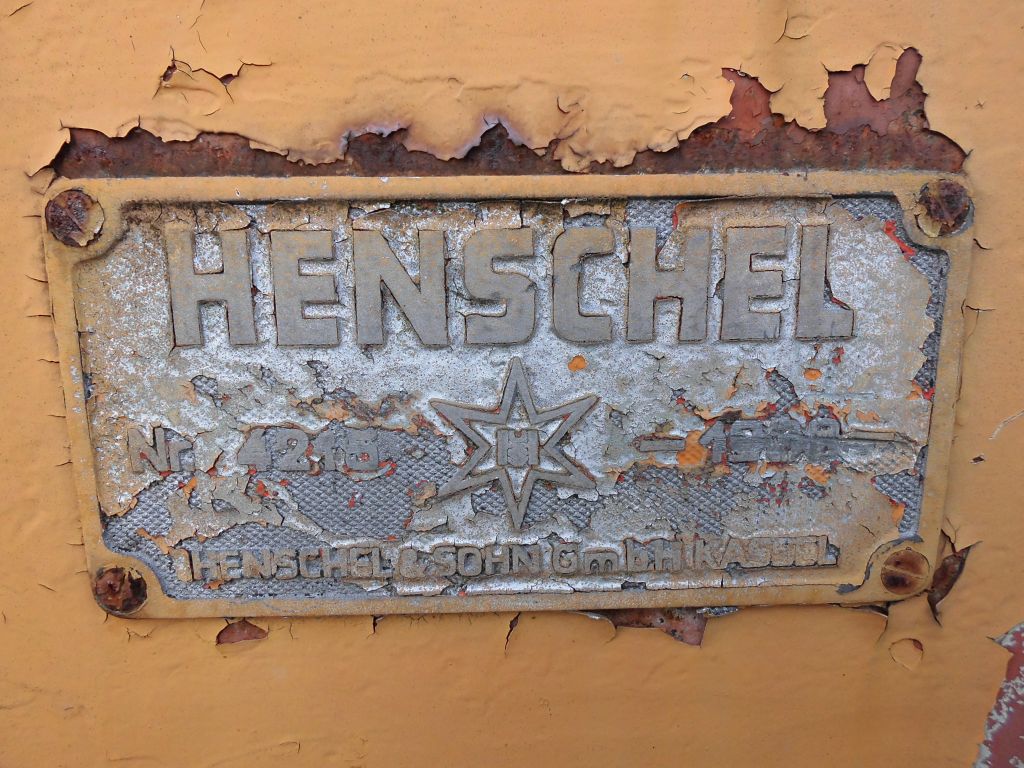 HENSCHEL
Nr. 4215
H
HENSCHEL & SOHN GmbH KASSEL